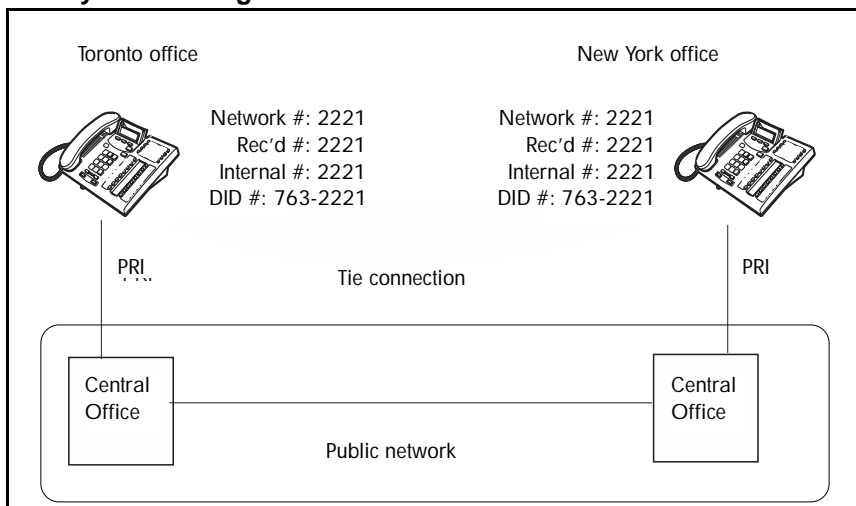 Toronto office
New York office
Network #: 2221
Rec'd #: 2221
Internal #: 2221
DID #: 763-2221
Network #: 2221
Rec'd #: 2221
Internal #: 2221
DID #: 763-2221
PRI
Tie connection
PRI
Central
Office
Central
Office
Public network